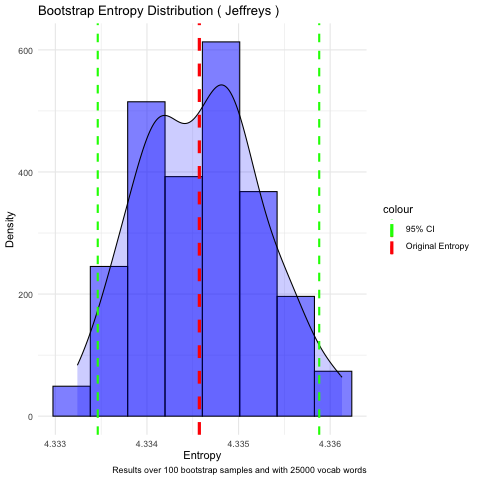 Bootstrap Entropy Distribution ( Jeffreys )
600
400
200
0
Density
4.333
4.334
4.335
4.336
Entropy
colour
95% CI
Original Entropy
Results over 100 bootstrap samples and with 25000 vocab words